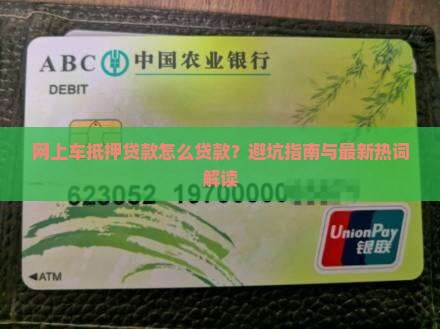 ABC 中国农业银行
DEBIT
网上车抵押贷款怎么贷款？避坑指南与最新热词
解读
623052 19700000
UnionPay
银联
◀ATM